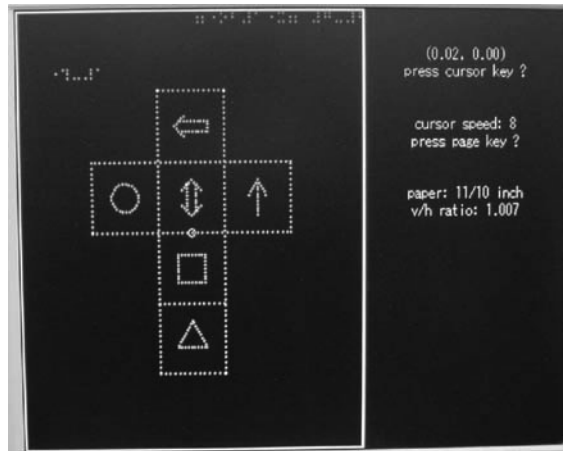 (0.02, 0.00)
press cursor key ?
cursor speed: 8
press page key ?
paper: 11/10 inch
v/h ratio: 1.007